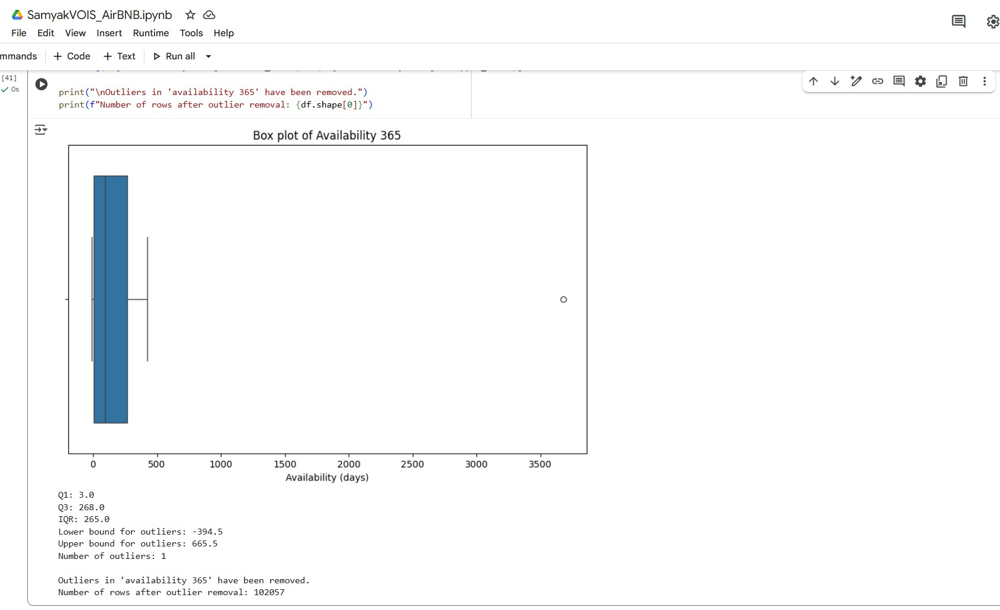 SamyakVOIS_AirBNB.ipynb
File Edit View Insert Runtime Tools Help
mmands + Code + Text Run all
[41]
0s
print("\nOutliers in 'availability 365' have been removed.")
print(f"Number of rows after outlier removal: {df.shape[0]}")
Box plot of Availability 365
0 500 1000 1500 2000 2500 3000 3500
Availability (days)
Q1: 3.0
Q3: 268.0
IQR: 265.0
Lower bound for outliers: -394.5
Upper bound for outliers: 665.5
Number of outliers: 1
Outliers in 'availability 365' have been removed.
Number of rows after outlier removal: 102057